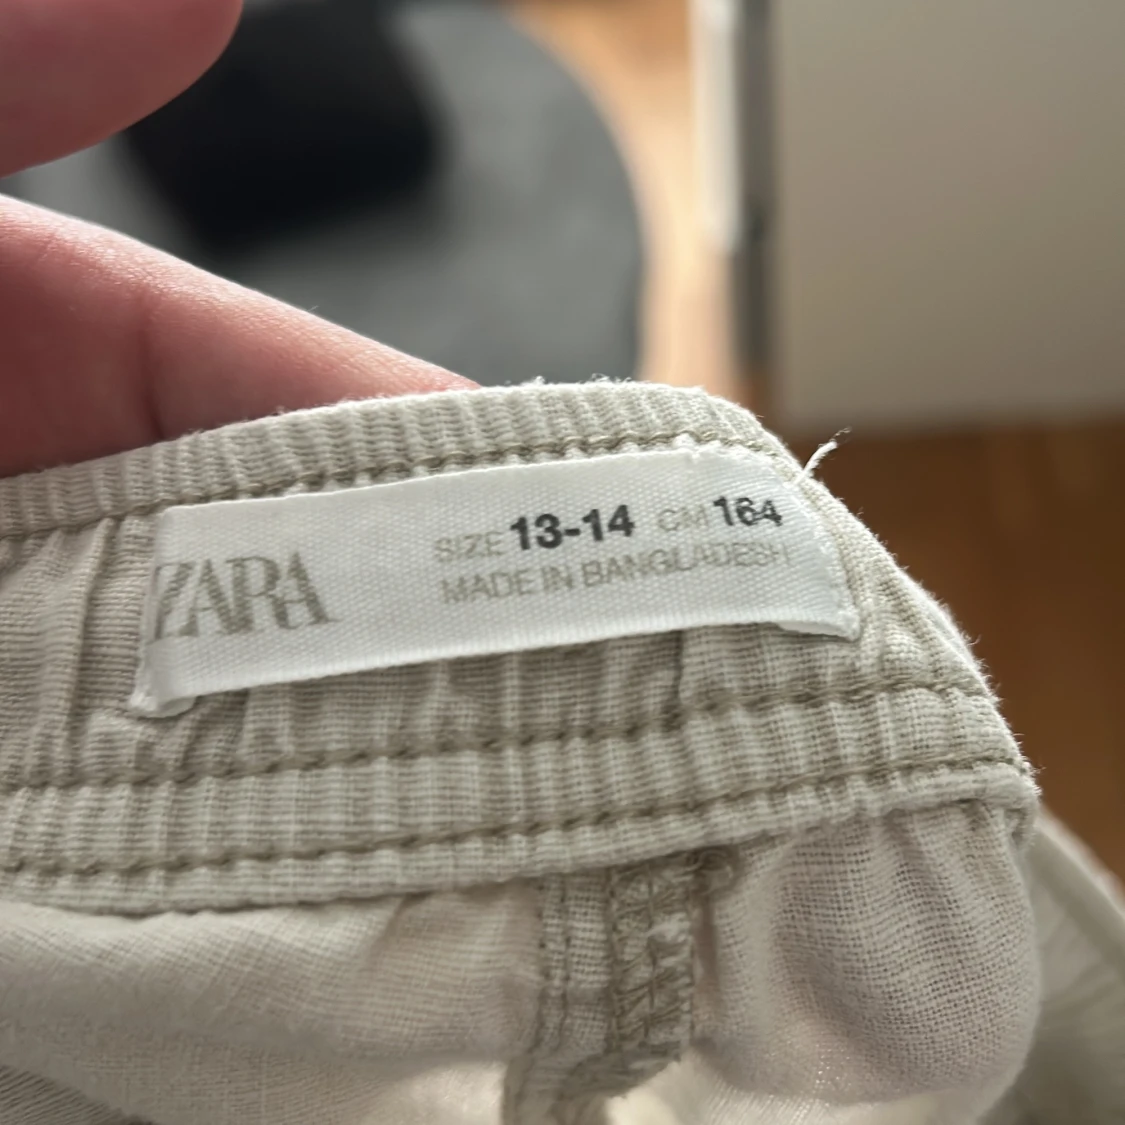 ZARA
SIZE 13-14 CM 164
MADE IN BANGLADESH